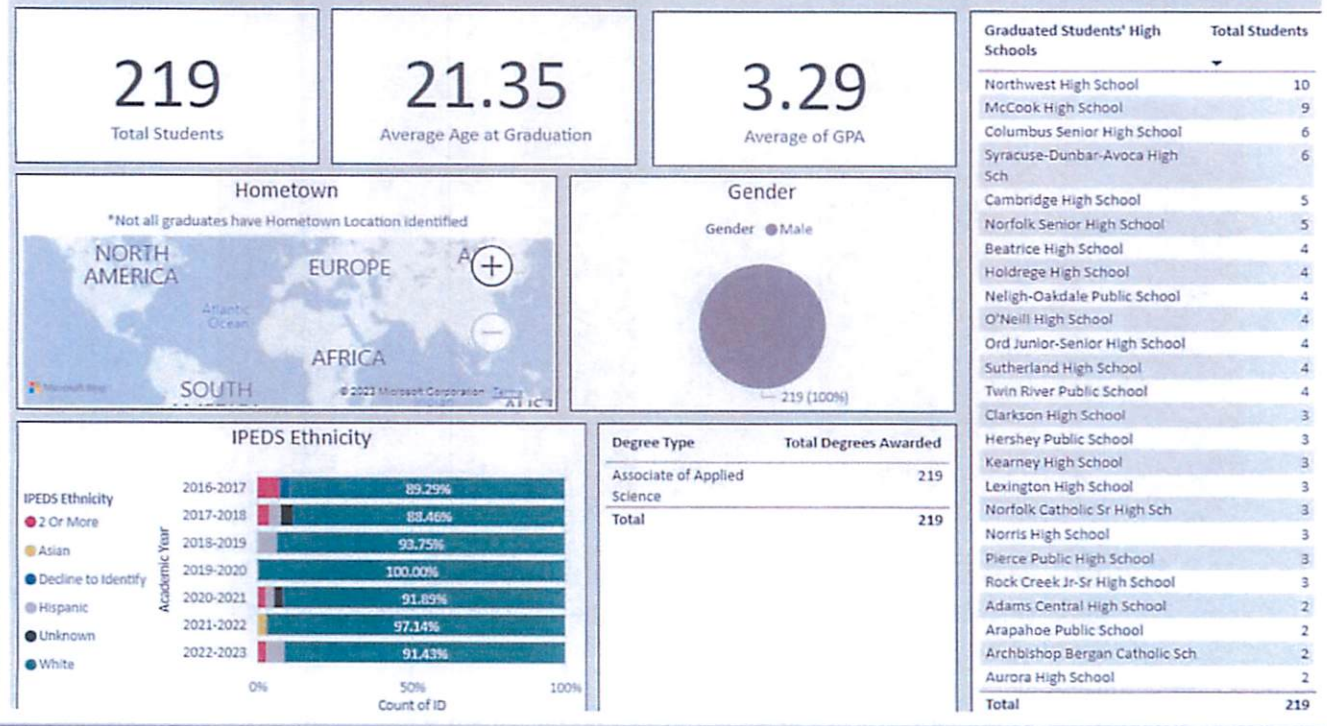 219
Total Students
21.35
Average Age at Graduation
3.29
Average of GPA
Hometown
*Not all graduates have Hometown Location identified
NORTH
AMERICA
EUROPE
Atlantic
Ocean
AFRICA
SOUTH
© 2023 Microsoft Corporation Terms
Gender
Gender Male
219 (100%)
IPEDS Ethnicity
IPEDS Ethnicity
2 Or More
Asian
Decline to Identify
Hispanic
Unknown
White
Academic Year
2016-2017 89.29%
2017-2018 88.46%
2018-2019 93.75%
2019-2020 100.00%
2020-2021 91.89%
2021-2022 97.14%
2022-2023 91.43%
0% 50% 100%
Count of ID
Degree Type Total Degrees Awarded
Associate of Applied 219
Science
Total 219
Graduated Students' High Total Students
Schools
Northwest High School 10
McCook High School 9
Columbus Senior High School 6
Syracuse-Dunbar-Avoca High 6
Sch
Cambridge High School 5
Norfolk Senior High School 5
Beatrice High School 4
Holdrege High School 4
Neligh-Oakdale Public School 4
O'Neill High School 4
Ord Junior-Senior High School 4
Sutherland High School 4
Twin River Public School 4
Clarkson High School 3
Hershey Public School 3
Kearney High School 3
Lexington High School 3
Norfolk Catholic Sr High Sch 3
Norris High School 3
Pierce Public High School 3
Rock Creek Jr-Sr High School 3
Adams Central High School 2
Arapahoe Public School 2
Archbishop Bergan Catholic Sch 2
Aurora High School 2
Total 219